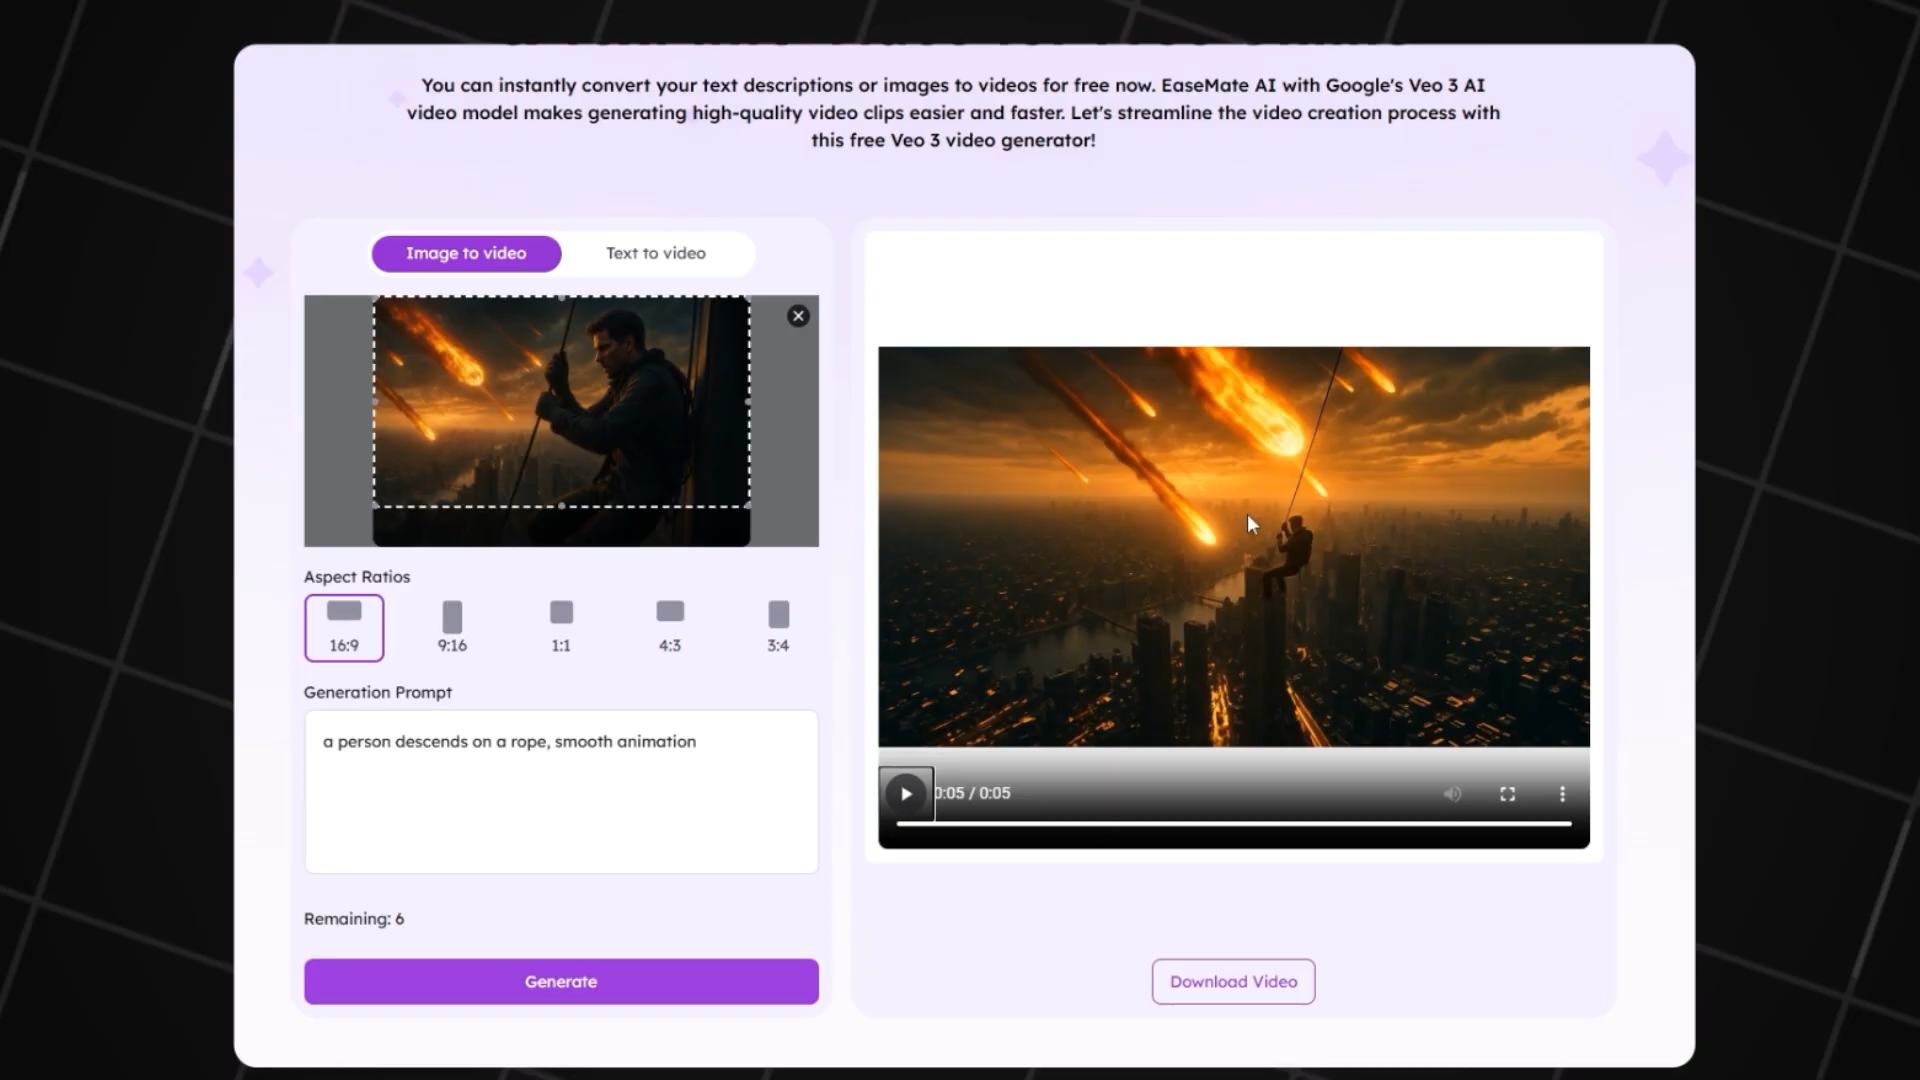 You can instantly convert your text descriptions or images to videos for free now. EaseMate AI with Google's Veo 3 AI
video model makes generating high-quality video clips easier and faster. Let's streamline the video creation process with
this free Veo 3 video generator!
Image to video
Text to video
Aspect Ratios
16:9
9:16
1:1
4:3
3:4
Generation Prompt
a person descends on a rope, smooth animation
Remaining: 6
Generate
0:05 / 0:05
Download Video